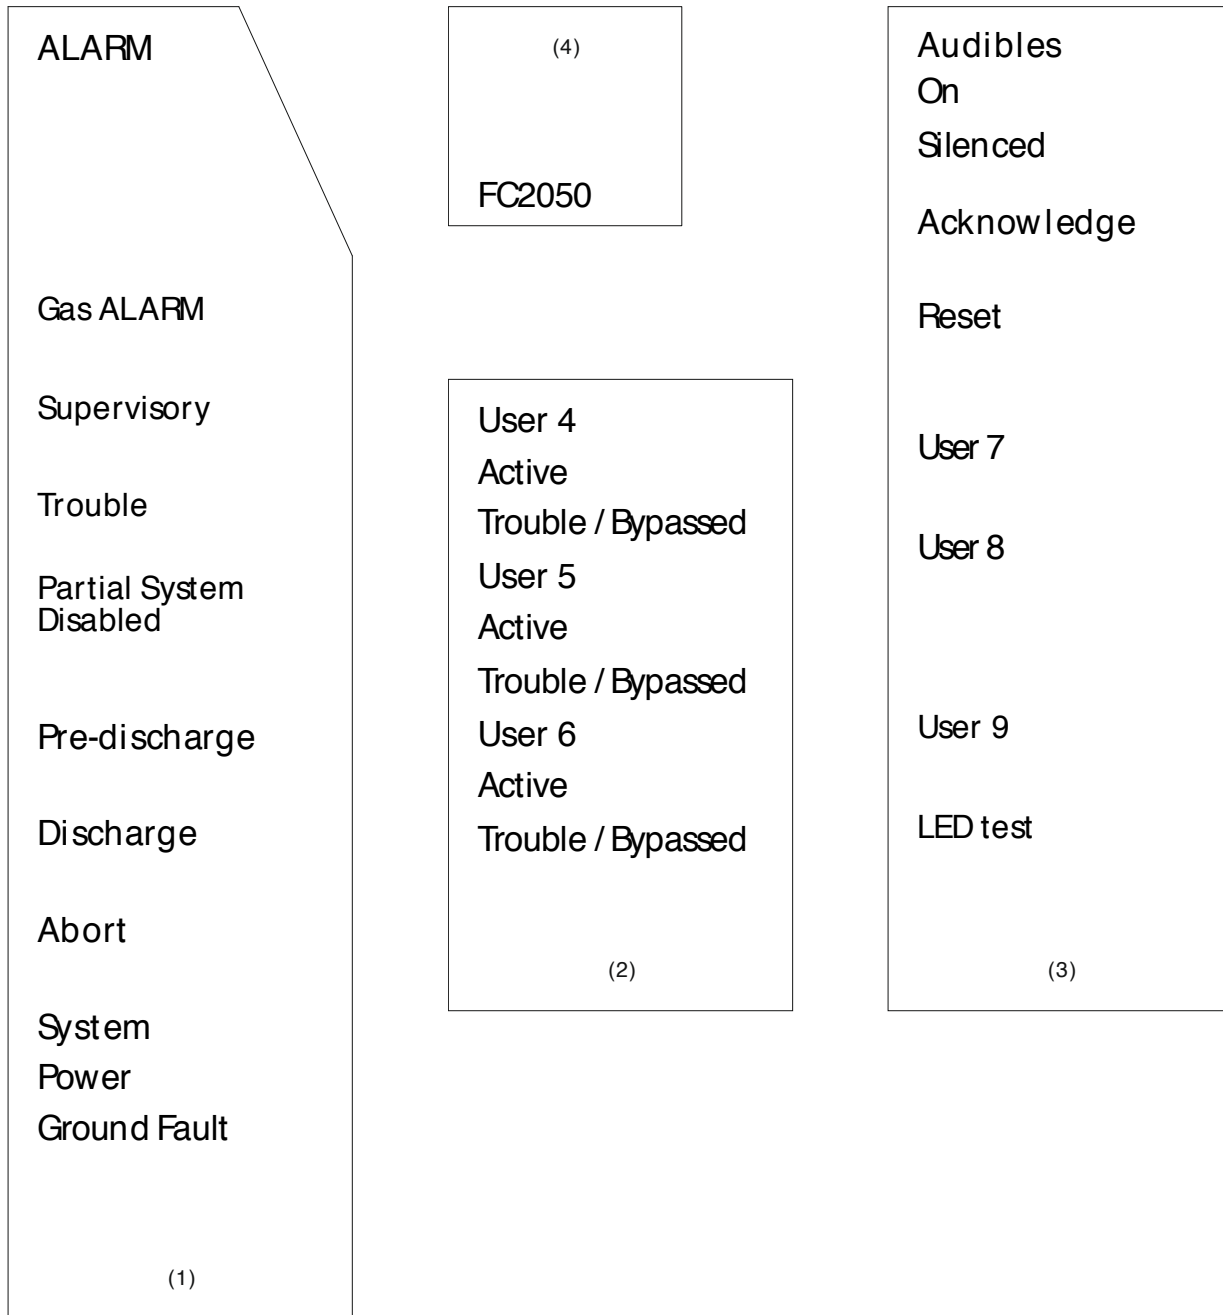 ALARM
Gas ALARM
Supervisory
Trouble
Partial System
Disabled
Pre-discharge
Discharge
Abort
System
Power
Ground Fault
(1)
(4)
FC2050
User 4
Active
Trouble / Bypassed
User 5
Active
Trouble / Bypassed
User 6
Active
Trouble / Bypassed
(2)
Audibles
On
Silenced
Acknowledge
Reset
User 7
User 8
User 9
LED test
(3)